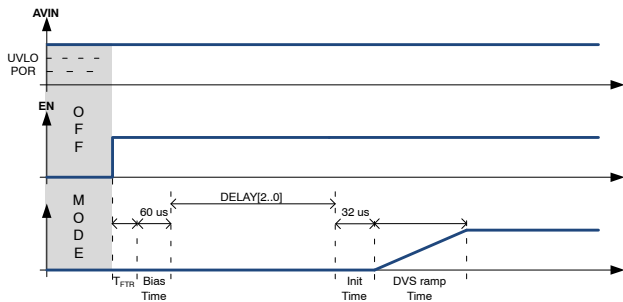 AVIN
UVLO
POR
EN
O
F
F
M
O
D
E
DELAY[2..0]
60 us
32 us
TFTR
Bias
Time
Init
Time
DVS ramp
Time